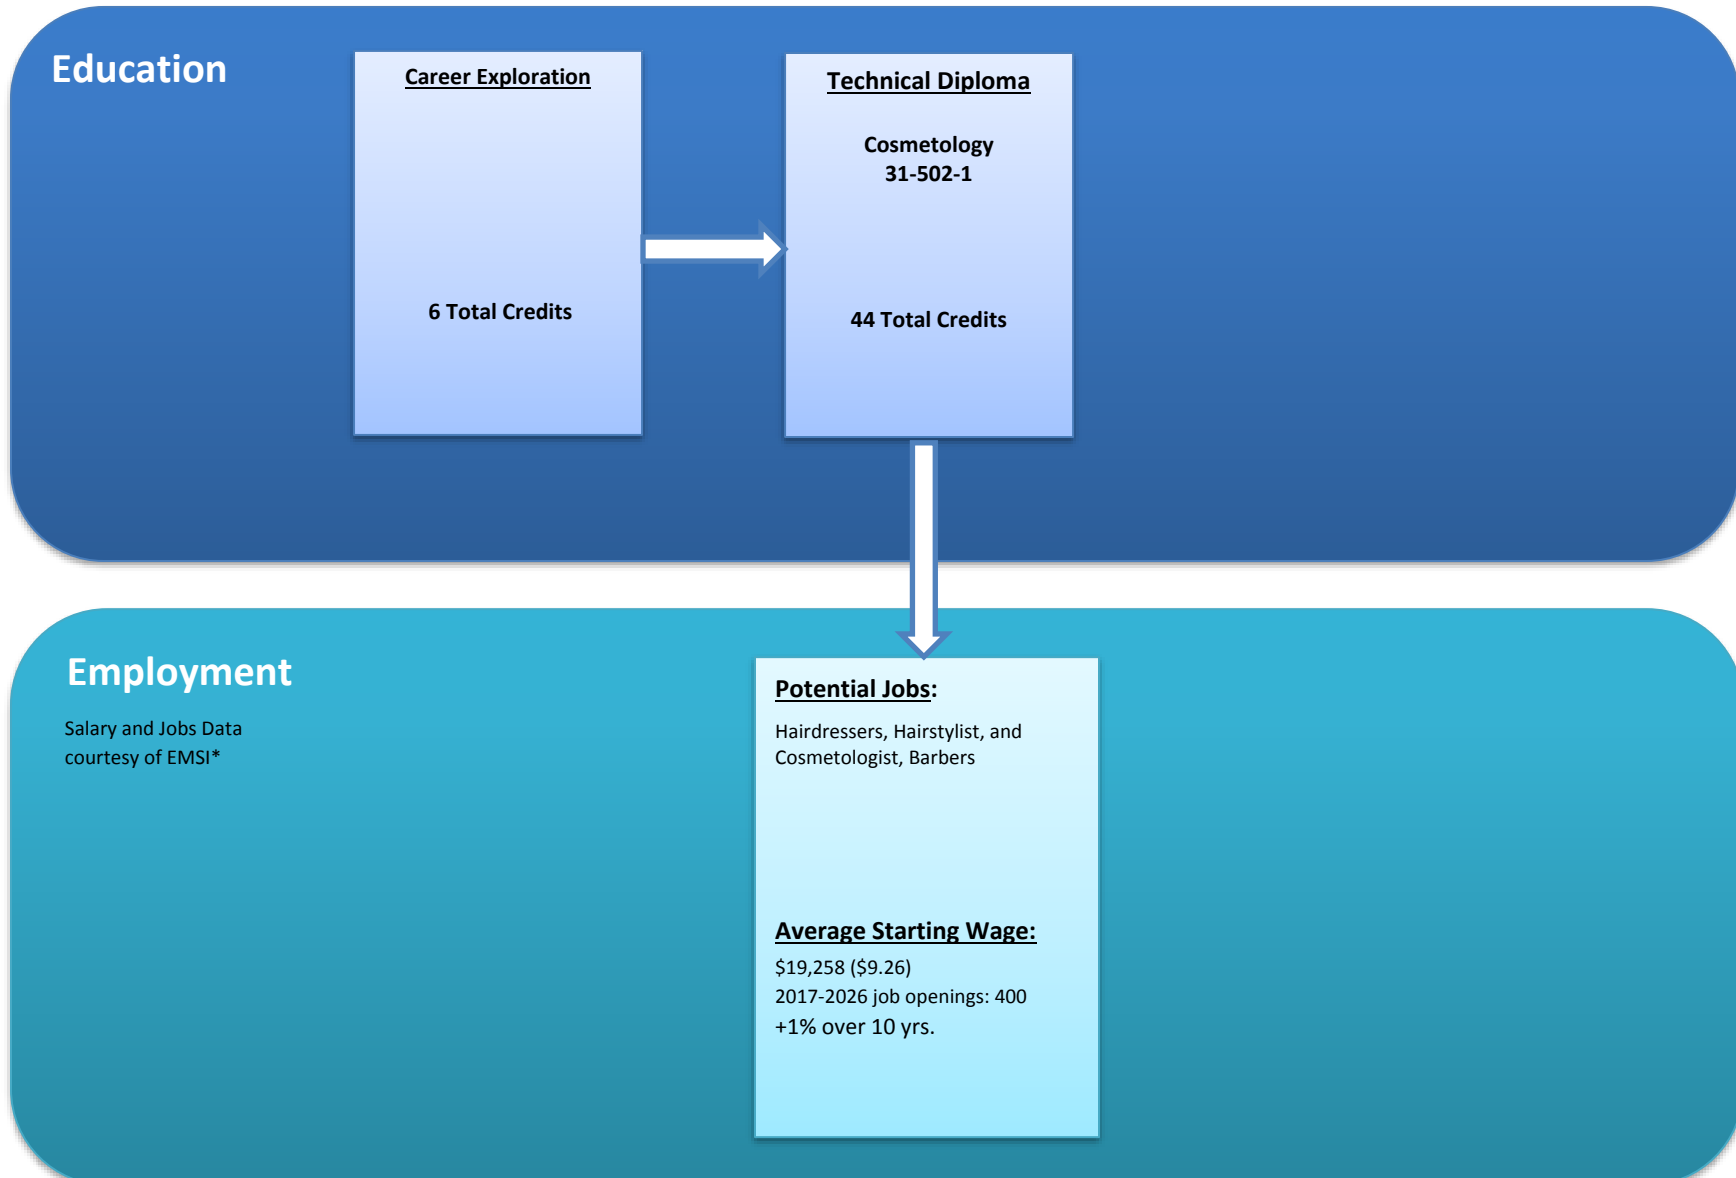 Education
Career Exploration
6 Total Credits
Technical Diploma
Cosmetology
31-502-1
44 Total Credits
Employment
Salary and Jobs Data
courtesy of EMSI*
Potential Jobs:
Hairdressers, Hairstylist, and
Cosmetologist, Barbers
Average Starting Wage:
$19,258 ($9.26)
2017-2026 job openings: 400
+1% over 10 yrs.